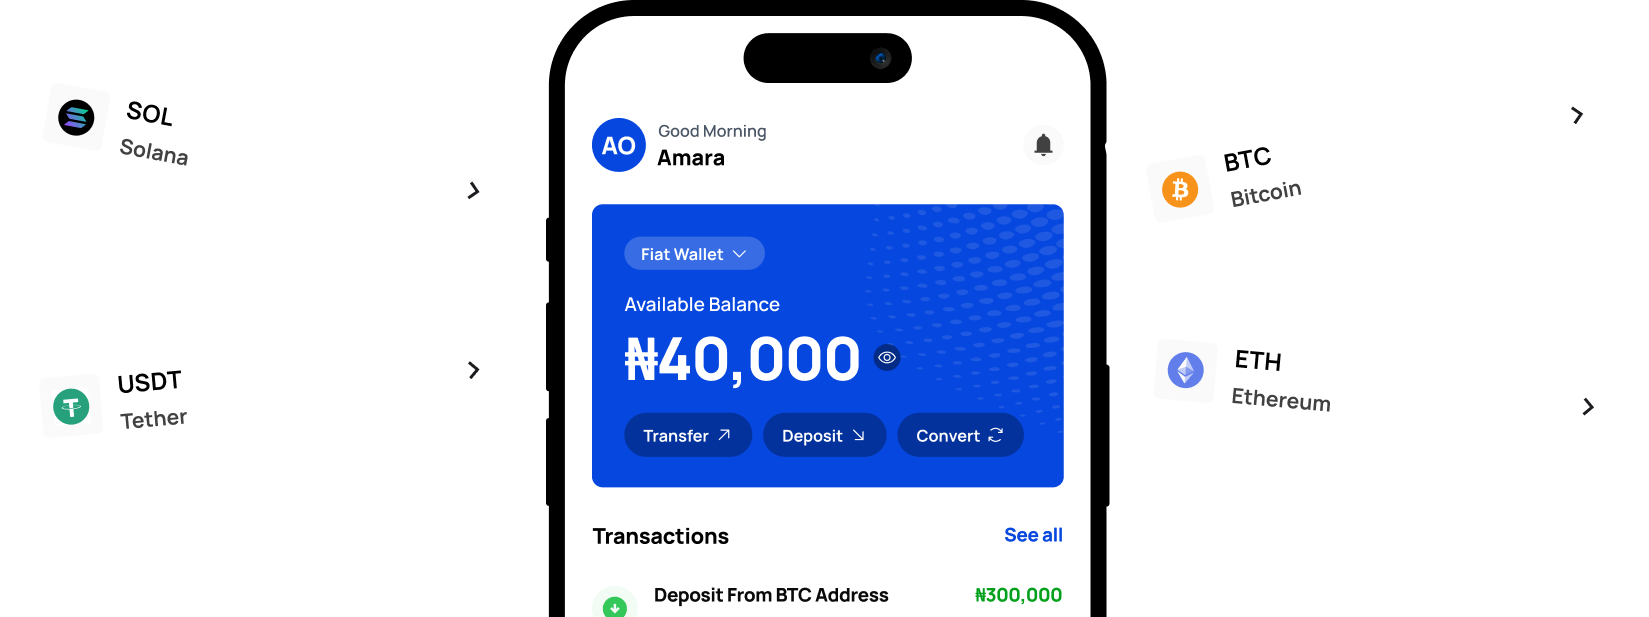 SOL
Solana
USDT
Tether
AO
Good Morning
Amara
Fiat Wallet
Available Balance
₦40,000
Transfer
Deposit
Convert
Transactions
See all
Deposit From BTC Address
₦300,000
BTC
Bitcoin
ETH
Ethereum